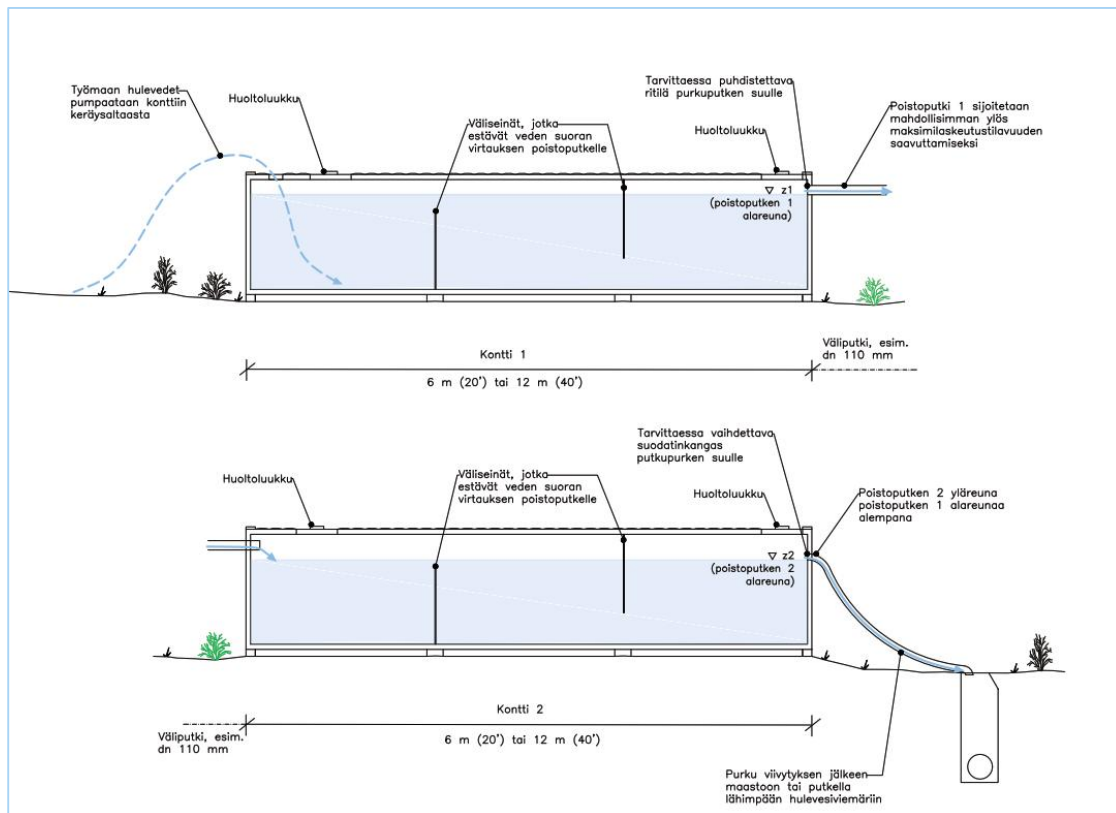 Työmaan hulevedet
pumpataan konttiin
keräysaltaasta
Huoltoluukku
Väliseinät, jotka
estävät veden suoran
virtauksen poistoputkelle
Huoltoluukku
Tarvittaessa puhdistettava
ritilä purkuputken suulle
Poistoputki 1 sijoitetaan
mahdollisimman ylös
maksimilaskeutustilavuuden
saavuttamiseksi
▽ z1
(poistoputken 1
alareuna)
Kontti 1
6 m (20') tai 12 m (40')
Väliputki, esim.
dn 110 mm
Huoltoluukku
Väliseinät, jotka
estävät veden suoran
virtauksen poistoputkelle
Huoltoluukku
Tarvittaessa vaihdettava
suodatinkangas
putkupurken suulle
Poistoputken 2 yläreuna
poistoputken 1 alareunaa
alempana
▽ z2
(poistoputken 2
alareuna)
Väliputki, esim.
dn 110 mm
Kontti 2
6 m (20') tai 12 m (40')
Purku viivytyksen jälkeen
maastoon tai putkella
lähimpään hulevesiviemäriin